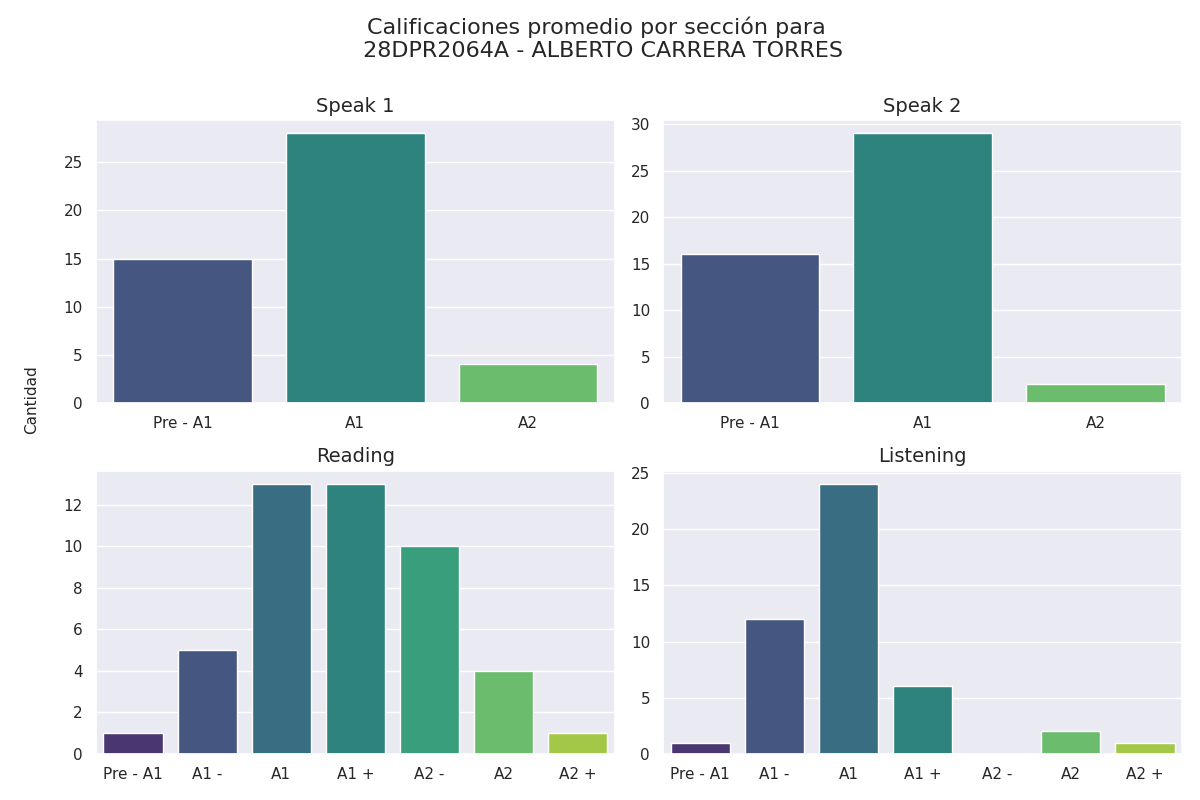 Calificaciones promedio por sección para
28DPR2064A - ALBERTO CARRERA TORRES
Speak 1
25
20
15
10
5
0
Pre - A1 A1 A2
Speak 2
30
25
20
15
10
5
0
Pre - A1 A1 A2
Cantidad
Reading
12
10
8
6
4
2
0
Pre - A1 A1 - A1 A1 + A2 - A2 A2 +
Listening
25
20
15
10
5
0
Pre - A1 A1 - A1 A1 + A2 - A2 A2 +